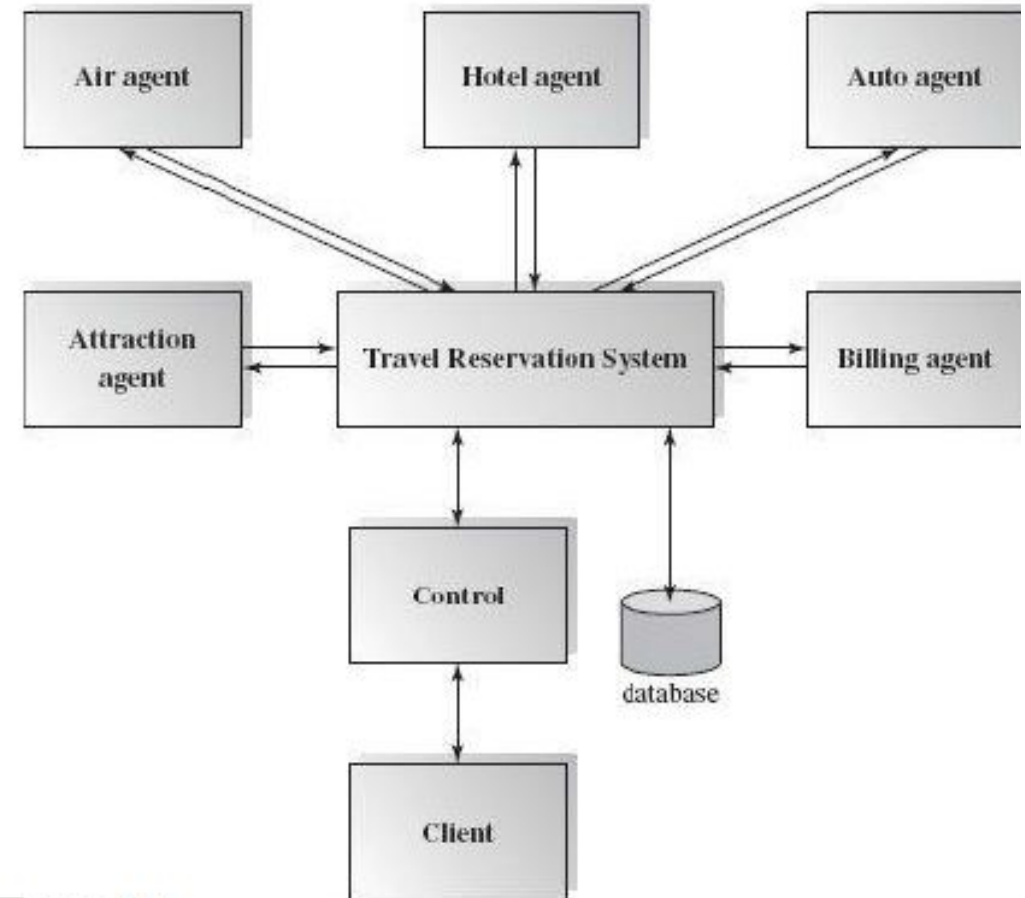 Air agent
Hotel agent
Auto agent
Attraction
agent
Travel Reservation System
Billing agent
Control
database
Client